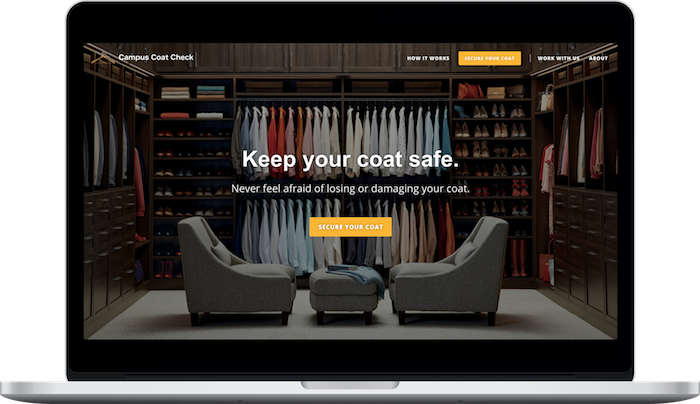 Campus Coat Check
HOW IT WORKS
SECURE YOUR COAT
WORK WITH US
ABOUT
Keep your coat safe.
Never feel afraid of losing or damaging your coat.
SECURE YOUR COAT